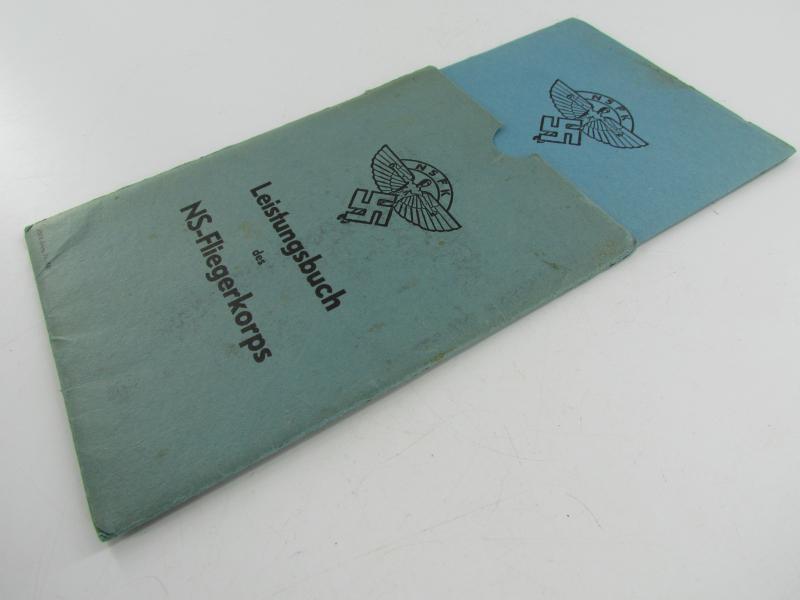 NSFK
Leistungsbuch
des
NS-Fliegerkorps
NSFK